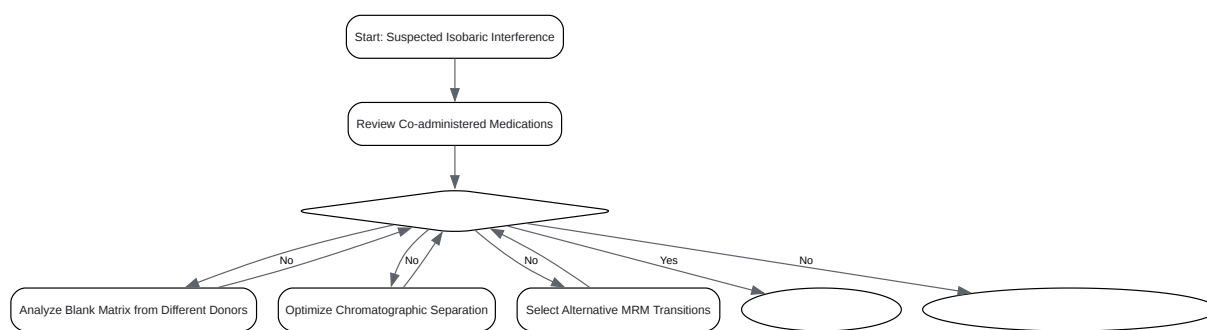 Start: Suspected Isobaric Interference
Review Co-administered Medications
No
No
No
Yes
No
Analyze Blank Matrix from Different Donors
Optimize Chromatographic Separation
Select Alternative MRM Transitions